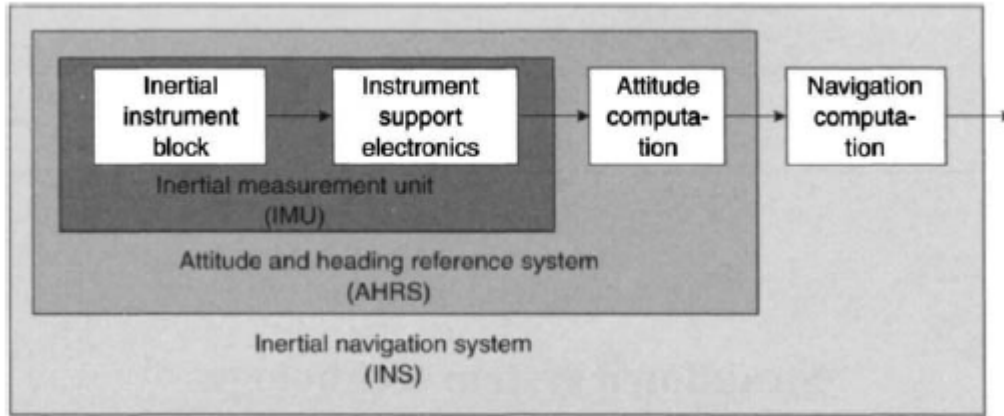 Inertial
instrument
block
Instrument
support
electronics
Attitude
computa-
tion
Navigation
computa-
tion
Inertial measurement unit
(IMU)
Attitude and heading reference system
(AHRS)
Inertial navigation system
(INS)